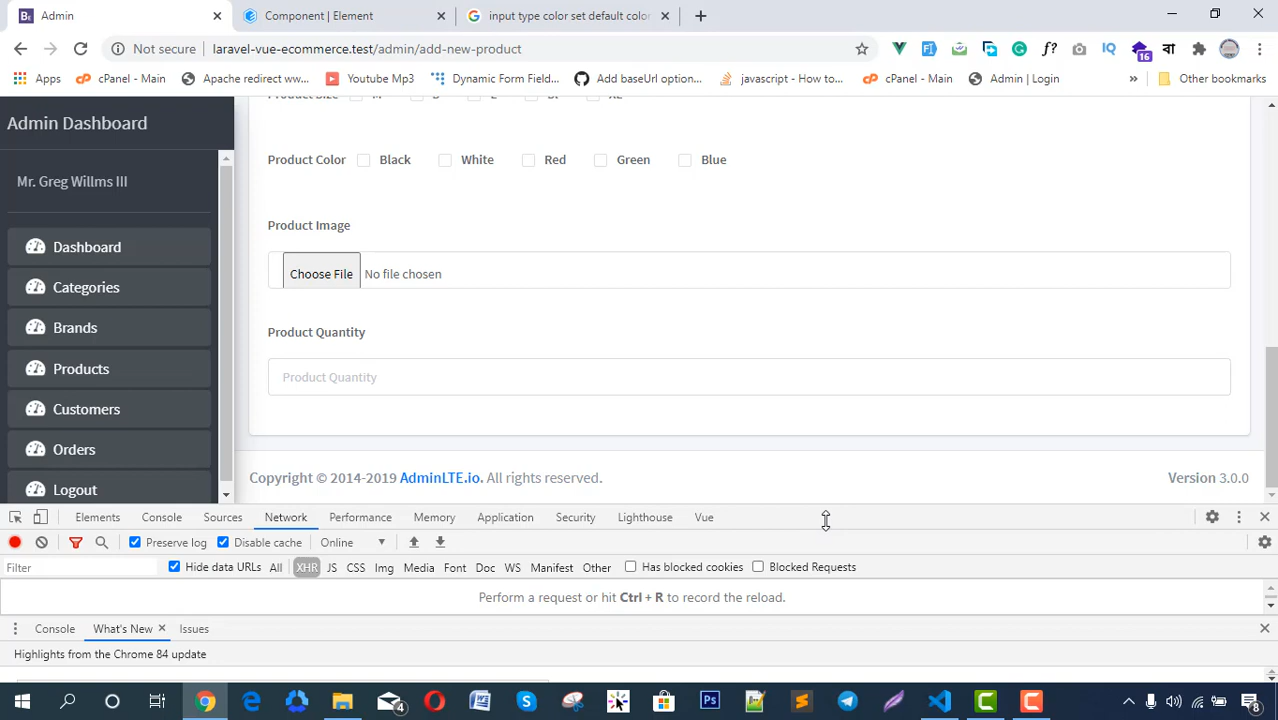 Admin
Component | Element
input type color set default color
Not secure
laravel-vue-ecommerce.test/admin/add-new-product
Apps
cPanel - Main
Apache redirect ww...
Youtube Mp3
Dynamic Form Field...
Add baseUrl option...
javascript - How to...
cPanel - Main
Admin | Login
Other bookmarks
Admin Dashboard
Mr. Greg Willms III
Dashboard
Categories
Brands
Products
Customers
Orders
Logout
Product Color Black White Red Green Blue
Product Image
Choose File No file chosen
Product Quantity
Product Quantity
Copyright © 2014-2019 AdminLTE.io. All rights reserved.
Version 3.0.0
Elements Console Sources Network Performance Memory Application Security Lighthouse Vue
Preserve log Disable cache Online
Filter Hide data URLs All XHR JS CSS Img Media Font Doc WS Manifest Other Has blocked cookies Blocked Requests
Perform a request or hit Ctrl + R to record the reload.
Console What's New Issues
Highlights from the Chrome 84 update